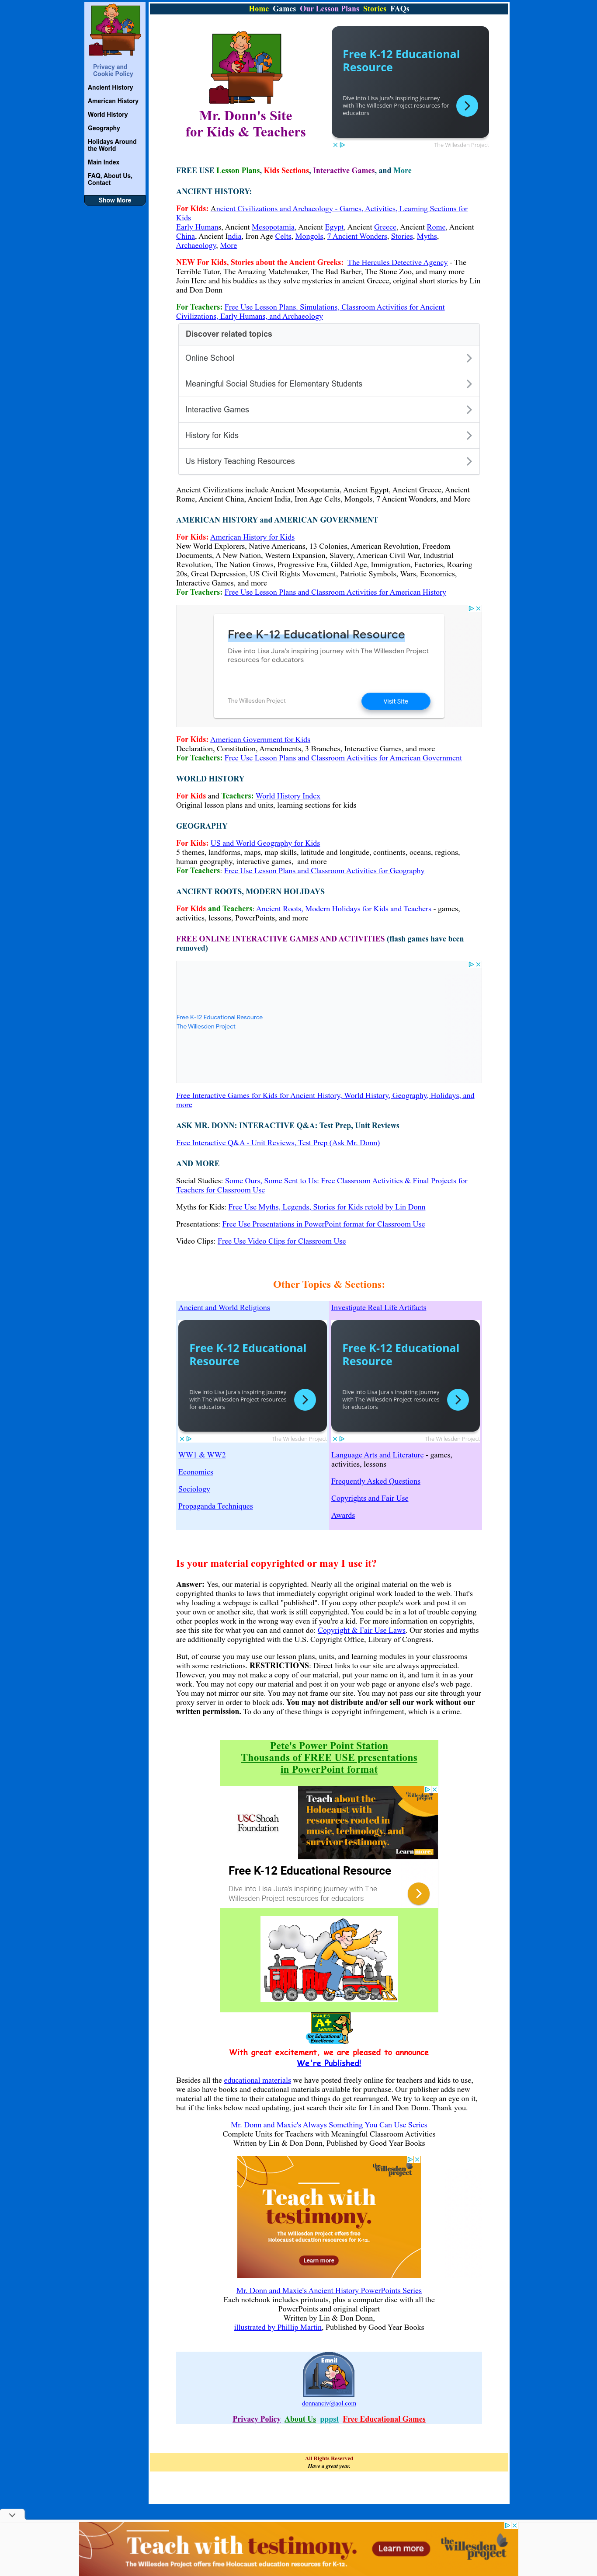 Home Games Our Lesson Plans Stories FAQs
Privacy and
Cookie Policy
Ancient History
American History
World History
Geography
Holidays Around
the World
Main Index
FAQ, About Us,
Contact
Show More
Mr. Donn's Site
for Kids & Teachers
Free K-12 Educational
Resource
Dive into Lisa Jura's inspiring journey
with The Willesden Project resources for
educators
The Willesden Project
FREE USE Lesson Plans, Kids Sections, Interactive Games, and More
ANCIENT HISTORY:
For Kids: Ancient Civilizations and Archaeology - Games, Activities, Learning Sections for
Kids
Early Humans, Ancient Mesopotamia, Ancient Egypt, Ancient Greece, Ancient Rome, Ancient
China, Ancient India, Iron Age Celts, Mongols, 7 Ancient Wonders, Stories, Myths,
Archaeology, More
NEW For Kids, Stories about the Ancient Greeks: The Hercules Detective Agency - The
Terrible Tutor, The Amazing Matchmaker, The Bad Barber, The Stone Zoo, and many more
Join Herc and his buddies as they solve mysteries in ancient Greece, original short stories by Lin
and Don Donn
For Teachers: Free Use Lesson Plans. Simulations, Classroom Activities for Ancient
Civilizations, Early Humans, and Archaeology
Discover related topics
Online School
Meaningful Social Studies for Elementary Students
Interactive Games
History for Kids
Us History Teaching Resources
Ancient Civilizations include Ancient Mesopotamia, Ancient Egypt, Ancient Greece, Ancient
Rome, Ancient China, Ancient India, Iron Age Celts, Mongols, 7 Ancient Wonders, and More
AMERICAN HISTORY and AMERICAN GOVERNMENT
For Kids: American History for Kids
New World Explorers, Native Americans, 13 Colonies, American Revolution, Freedom
Documents, A New Nation, Western Expansion, Slavery, American Civil War, Industrial
Revolution, The Nation Grows, Progressive Era, Gilded Age, Immigration, Factories, Roaring
20s, Great Depression, US Civil Rights Movement, Patriotic Symbols, Wars, Economics,
Interactive Games, and more
For Teachers: Free Use Lesson Plans and Classroom Activities for American History
Free K-12 Educational Resource
Dive into Lisa Jura's inspiring journey with The Willesden Project
resources for educators
The Willesden Project
Visit Site
For Kids: American Government for Kids
Declaration, Constitution, Amendments, 3 Branches, Interactive Games, and more
For Teachers: Free Use Lesson Plans and Classroom Activities for American Government
WORLD HISTORY
For Kids and Teachers: World History Index
Original lesson plans and units, learning sections for kids
GEOGRAPHY
For Kids: US and World Geography for Kids
5 themes, landforms, maps, map skills, latitude and longitude, continents, oceans, regions,
human geography, interactive games, and more
For Teachers: Free Use Lesson Plans and Classroom Activities for Geography
ANCIENT ROOTS, MODERN HOLIDAYS
For Kids and Teachers: Ancient Roots, Modern Holidays for Kids and Teachers - games,
activities, lessons, PowerPoints, and more
FREE ONLINE INTERACTIVE GAMES AND ACTIVITIES (flash games have been
removed)
Free K-12 Educational Resource
The Willesden Project
Free Interactive Games for Kids for Ancient History, World History, Geography, Holidays, and
more
ASK MR. DONN: INTERACTIVE Q&A: Test Prep, Unit Reviews
Free Interactive Q&A - Unit Reviews, Test Prep (Ask Mr. Donn)
AND MORE
Social Studies: Some Ours, Some Sent to Us: Free Classroom Activities & Final Projects for
Teachers for Classroom Use
Myths for Kids: Free Use Myths, Legends, Stories for Kids retold by Lin Donn
Presentations: Free Use Presentations in PowerPoint format for Classroom Use
Video Clips: Free Use Video Clips for Classroom Use
Other Topics & Sections:
Ancient and World Religions
Free K-12 Educational
Resource
Dive into Lisa Jura's inspiring journey
with The Willesden Project resources
for educators
The Willesden Project
WW1 & WW2
Economics
Sociology
Propaganda Techniques
Investigate Real Life Artifacts
Free K-12 Educational
Resource
Dive into Lisa Jura's inspiring journey
with The Willesden Project resources
for educators
The Willesden Project
Language Arts and Literature - games,
activities, lessons
Frequently Asked Questions
Copyrights and Fair Use
Awards
Is your material copyrighted or may I use it?
Answer: Yes, our material is copyrighted. Nearly all the original material on the web is
copyrighted thanks to laws that immediately copyright original work loaded to the web. That's
why loading a webpage is called "published". If you copy other people's work and post it on
your own or another site, that work is still copyrighted. You could be in a lot of trouble copying
other peoples work in the wrong way even if you're a kid. For more information on copyrights,
see this site for what you can and cannot do: Copyright & Fair Use Laws. Our stories and myths
are additionally copyrighted with the U.S. Copyright Office, Library of Congress.
But, of course you may use our lesson plans, units, and learning modules in your classrooms
with some restrictions. RESTRICTIONS: Direct links to our site are always appreciated.
However, you may not make a copy of our material, put your name on it, and turn it in as your
work. You may not copy our material and post it on your web page or anyone else's web page.
You may not mirror our site. You may not frame our site. You may not pass our site through your
proxy server in order to block ads. You may not distribute and/or sell our work without our
written permission. To do any of these things is copyright infringement, which is a crime.
Pete's Power Point Station
Thousands of FREE USE presentations
in PowerPoint format
USC Shoah
Foundation
Teach about the
Holocaust with
resources rooted in
music, technology, and
survivor testimony.
Learn more.
Free K-12 Educational Resource
Dive into Lisa Jura's inspiring journey with The
Willesden Project resources for educators
A+
AWARD
for Educational
Excellence
With great excitement, we are pleased to announce
We're Published!
Besides all the educational materials we have posted freely online for teachers and kids to use,
we also have books and educational materials available for purchase. Our publisher adds new
material all the time to their catalogue and things do get rearranged. We try to keep an eye on it,
but if the links below need updating, just search their site for Lin and Don Donn. Thank you.
Mr. Donn and Maxie's Always Something You Can Use Series
Complete Units for Teachers with Meaningful Classroom Activities
Written by Lin & Don Donn, Published by Good Year Books
the
willesden
project
Teach with
testimony.
The Willesden Project offers free
Holocaust education resources for K-12.
Learn more
Mr. Donn and Maxie's Ancient History PowerPoints Series
Each notebook includes printouts, plus a computer disc with all the
PowerPoints and original clipart
Written by Lin & Don Donn,
illustrated by Phillip Martin, Published by Good Year Books
Email
donnanciv@aol.com
Privacy Policy About Us pppst Free Educational Games
All Rights Reserved
Have a great year.
Teach with testimony.
The Willesden Project offers free Holocaust education resources for K-12.
Learn more
the
willesden
project